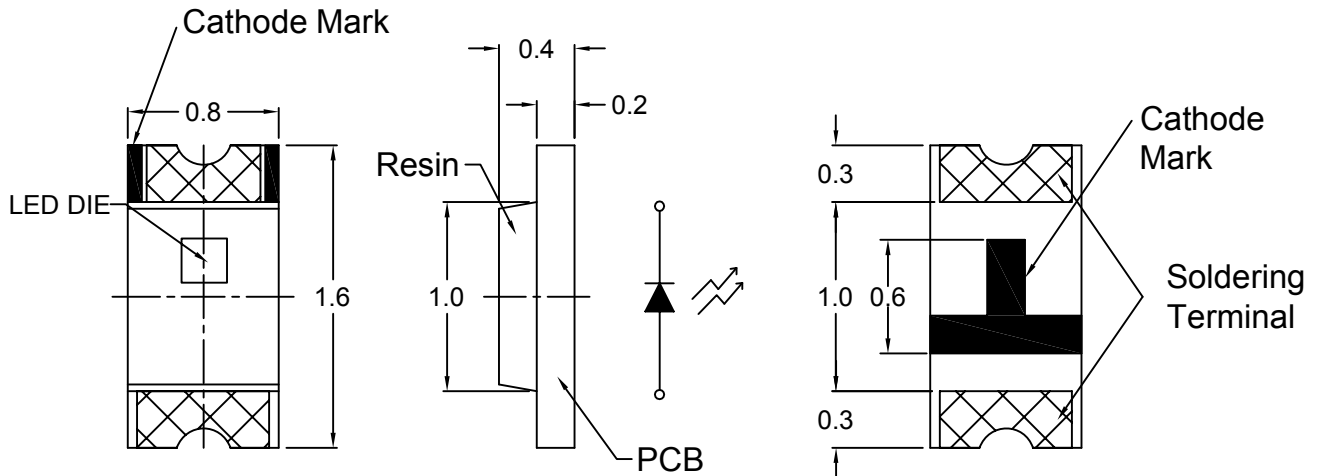 Cathode Mark
0.8
LED DIE
1.6
0.4
0.2
Resin
1.0
PCB
0.3
1.0
0.6
0.3
Cathode
Mark
Soldering
Terminal